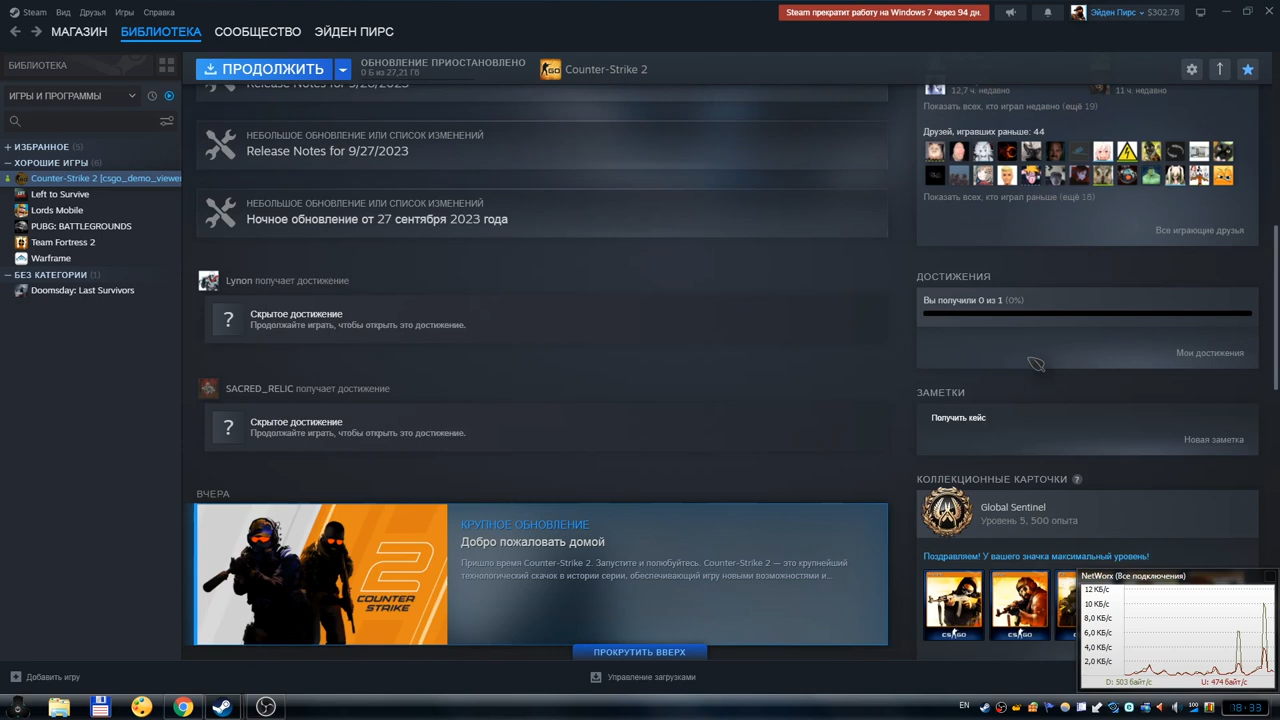 Steam Вид Друзья Игры Справка
Steam прекратит работу на Windows 7 через 94 дн.
Эйден Пирс
$302.78
МАГАЗИН БИБЛИОТЕКА СООБЩЕСТВО ЭЙДЕН ПИРС
БИБЛИОТЕКА
ИГРЫ И ПРОГРАММЫ
ИЗБРАННОЕ (5)
ХОРОШИЕ ИГРЫ (6)
Counter-Strike 2 [csgo_demo_viewer
Left to Survive
Lords Mobile
PUBG: BATTLEGROUNDS
Team Fortress 2
Warframe
БЕЗ КАТЕГОРИИ (1)
Doomsday: Last Survivors
ПРОДОЛЖИТЬ
ОБНОВЛЕНИЕ ПРИОСТАНОВЛЕНО
0 Б из 27,21 Гб
Counter-Strike 2
НЕБОЛЬШОЕ ОБНОВЛЕНИЕ ИЛИ СПИСОК ИЗМЕНЕНИЙ
Release Notes for 9/27/2023
НЕБОЛЬШОЕ ОБНОВЛЕНИЕ ИЛИ СПИСОК ИЗМЕНЕНИЙ
Ночное обновление от 27 сентября 2023 года
Lynon получает достижение
?
Скрытое достижение
Продолжайте играть, чтобы открыть это достижение.
SACRED_RELIC получает достижение
?
Скрытое достижение
Продолжайте играть, чтобы открыть это достижение.
ВЧЕРА
2
COUNTER
STRIKE
КРУПНОЕ ОБНОВЛЕНИЕ
Добро пожаловать домой
Пришло время Counter-Strike 2. Запустите и полюбуйтесь. Counter-Strike 2 — это крупнейший
технологический скачок в истории серии, обеспечивающий игру новыми возможностями и...
ПРОКРУТИТЬ ВВЕРХ
12,7 ч. недавно
11 ч. недавно
Показать всех, кто играл недавно (ещё 19)
Друзей, игравших раньше: 44
Показать всех, кто играл раньше (ещё 18)
Все играющие друзья
ДОСТИЖЕНИЯ
Вы получили 0 из 1 (0%)
Мои достижения
ЗАМЕТКИ
Получить кейс
Новая заметка
КОЛЛЕКЦИОННЫЕ КАРТОЧКИ ?
Global Sentinel
Уровень 5, 500 опыта
Поздравляем! У вашего значка максимальный уровень!
CS GO
CS GO
NetWorx (Все подключения)
12 КБ/с
10 КБ/с
8,0 КБ/с
6,0 КБ/с
4,0 КБ/с
2,0 КБ/с
D: 503 байт/с
U: 474 байт/с
Добавить игру
Управление загрузками
EN
100
18:33